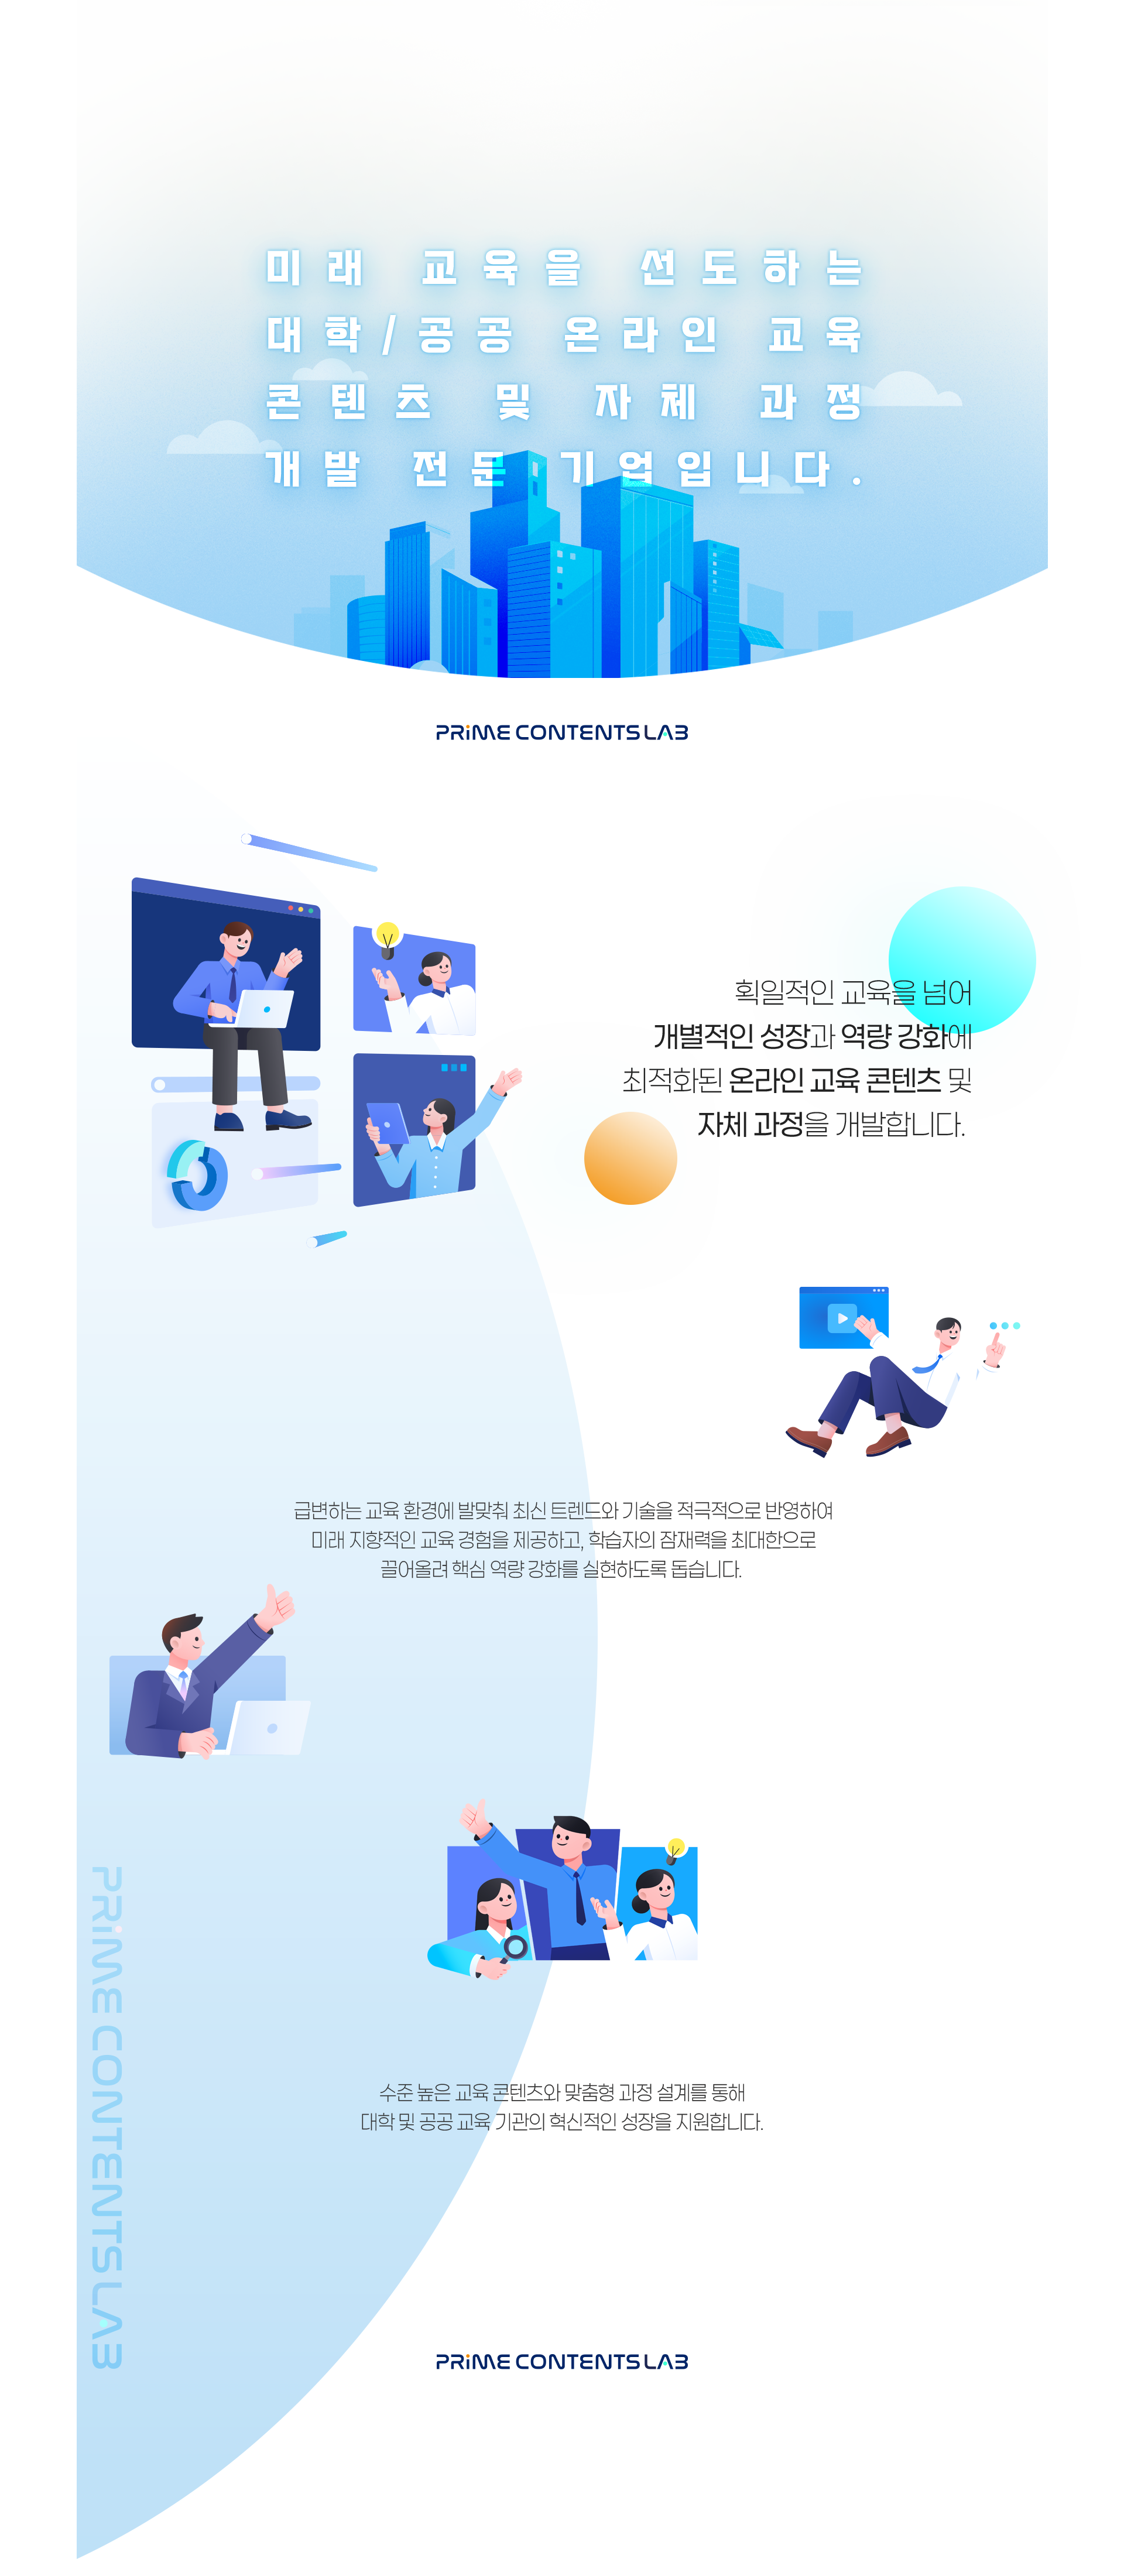 미래 교육을 선도하는
대학/공공 온라인 교육
콘텐츠 및 자체 과정
개발 전문 기업입니다.
PRiME CONTENTS LAB
획일적인 교육을 넘어
개별적인 성장과 역량 강화에
최적화된 온라인 교육 콘텐츠 및
자체 과정을 개발합니다.
급변하는 교육 환경에 발맞춰 최신 트렌드와 기술을 적극적으로 반영하여
미래 지향적인 교육 경험을 제공하고, 학습자의 잠재력을 최대한으로
끌어올려 핵심 역량 강화를 실현하도록 돕습니다.
PRiME CONTENTS LAB
수준 높은 교육 콘텐츠와 맞춤형 과정 설계를 통해
대학 및 공공 교육 기관의 혁신적인 성장을 지원합니다.
PRiME CONTENTS LAB